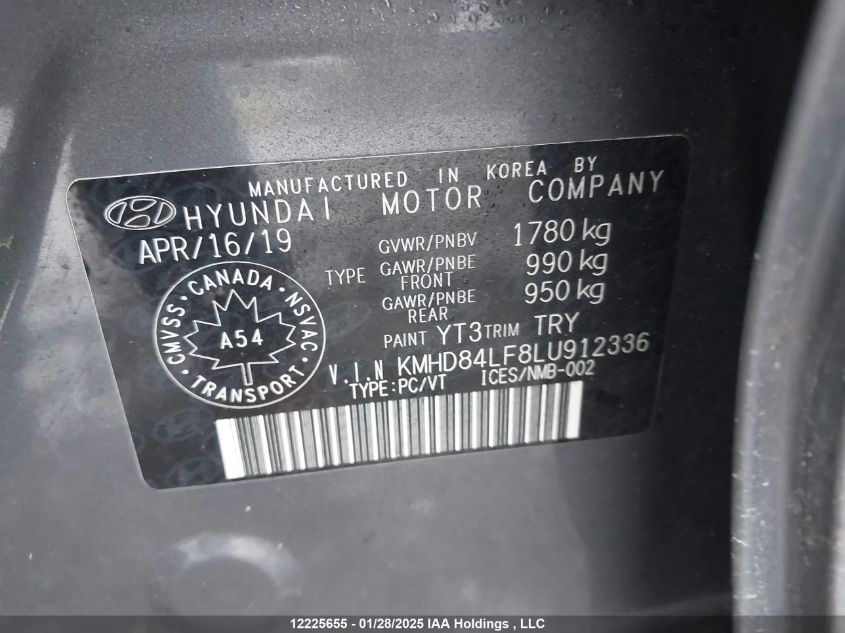 MANUFACTURED IN KOREA BY
HYUNDAI MOTOR COMPANY
APR/16/19
GVWR/PNBV 1780 kg
TYPE GAWR/PNBE FRONT 990 kg
GAWR/PNBE REAR 950 kg
PAINT YT3 TRIM TRY
V.I.N KMHD84LF8LU912336
TYPE:PC/VT ICES/NMB-002
CMVSS · CANADA · NSVAC · TRANSPORT ·
A54
12225655 - 01/28/2025 IAA Holdings , LLC